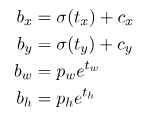 b_x = σ(t_x) + c_x
b_y = σ(t_y) + c_y
b_w = p_w e^{t_w}
b_h = p_h e^{t_h}